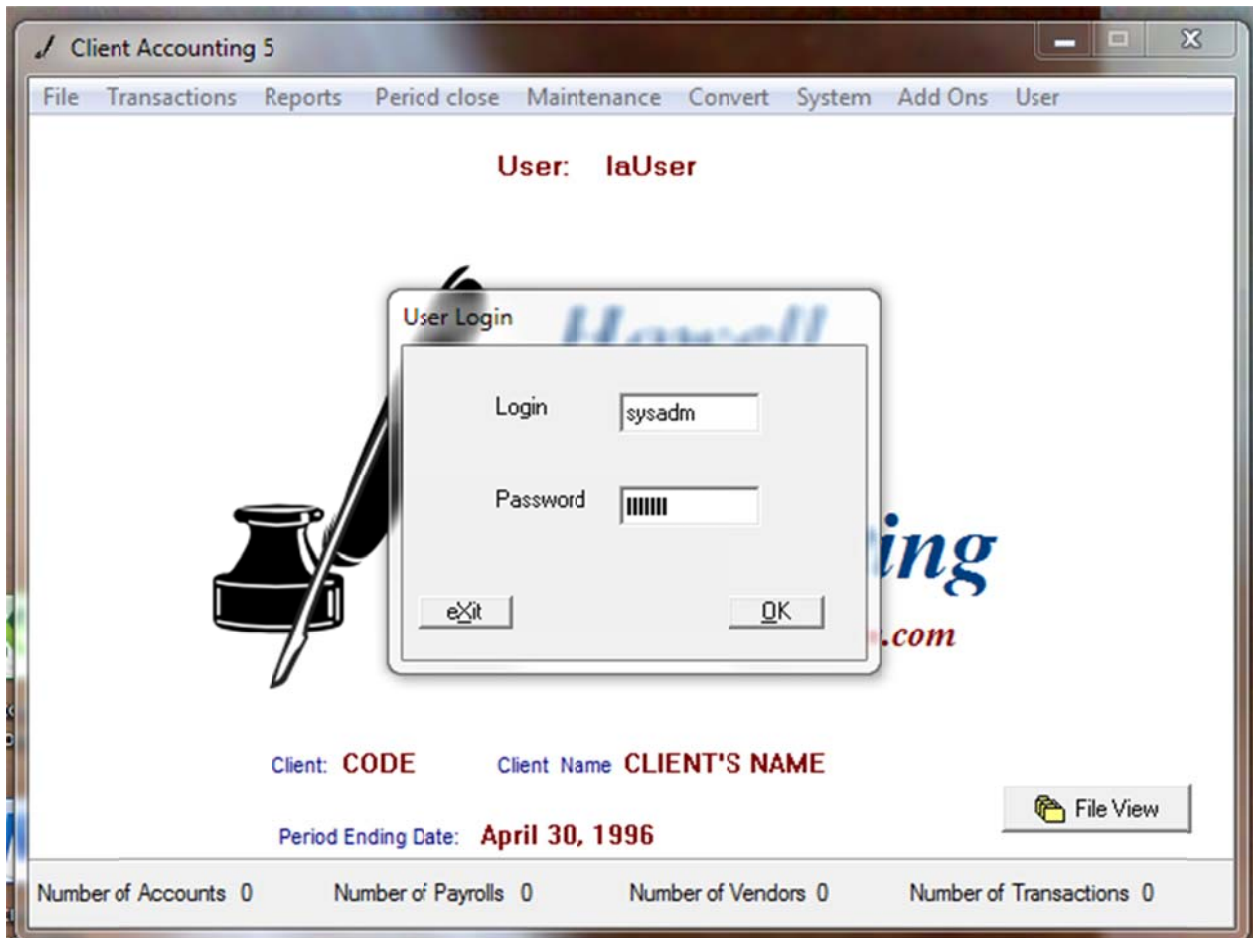 Client Accounting 5
File Transactions Reports Period close Maintenance Convert System Add Ons User
User: laUser
User Login
Howell
Login sysadm
Password
ing
eXit OK
.com
Client: CODE Client Name CLIENT'S NAME
File View
Period Ending Date: April 30, 1996
Number of Accounts 0 Number of Payrolls 0 Number of Vendors 0 Number of Transactions 0